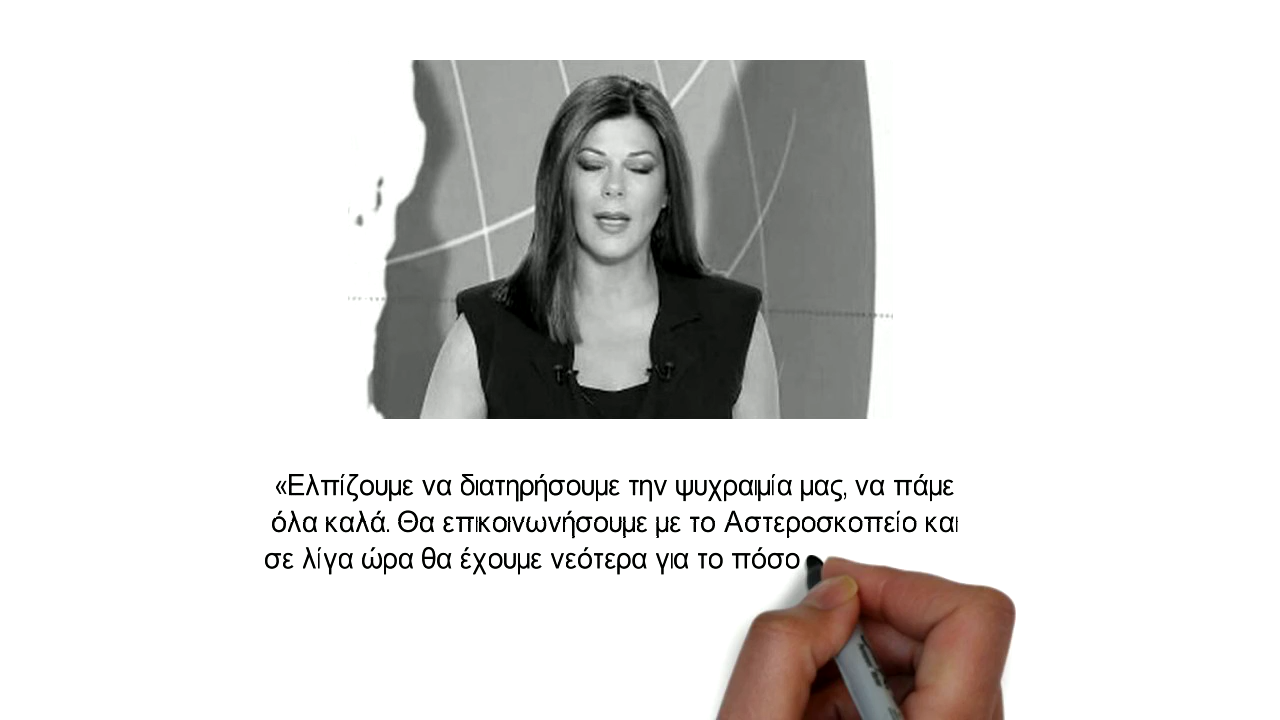 «Ελπίζουμε να διατηρήσουμε την ψυχραιμία μας, να πάμε
όλα καλά. Θα επικοινωνήσουμε με το Αστεροσκοπείο και
σε λίγα ώρα θα έχουμε νεότερα για το πόσο